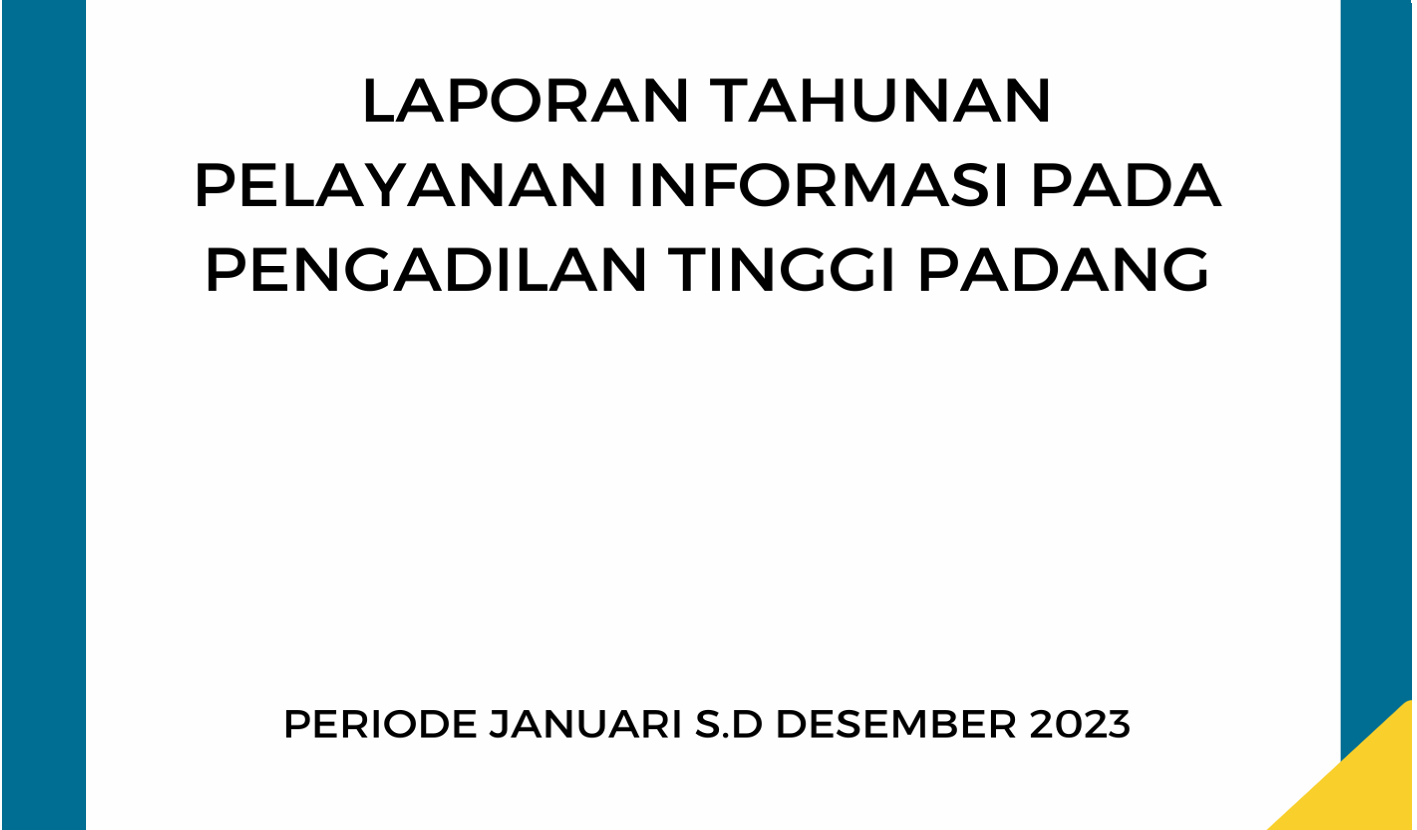 LAPORAN TAHUNAN
PELAYANAN INFORMASI PADA
PENGADILAN TINGGI PADANG
PERIODE JANUARI S.D DESEMBER 2023